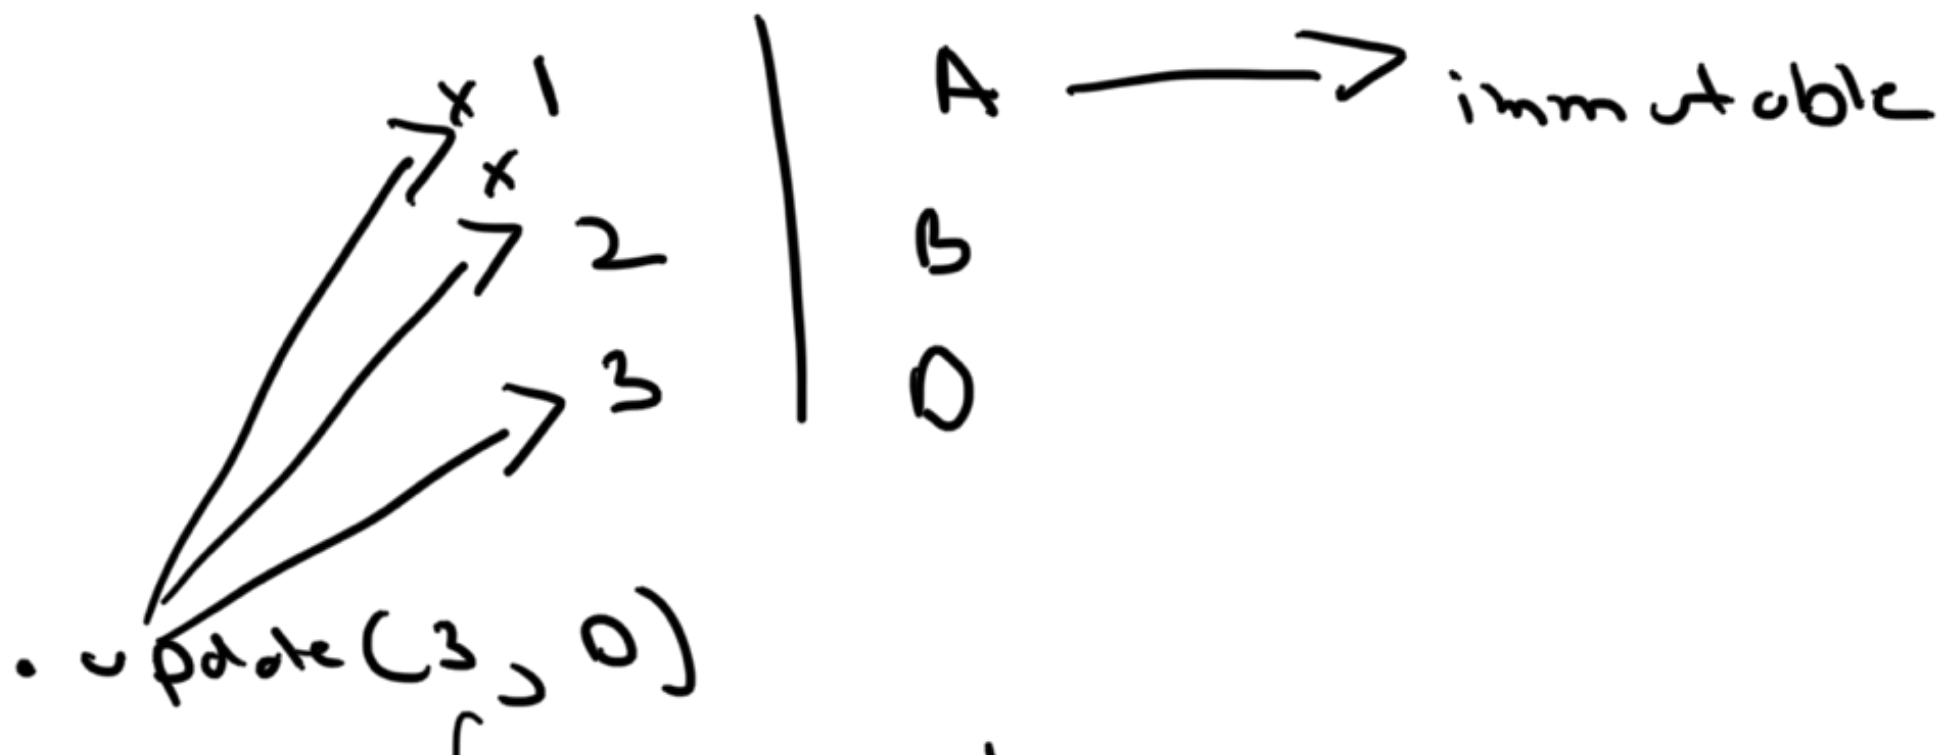 x 1 | A → immutable
x
2 | B
3 | D
.update(3, D)